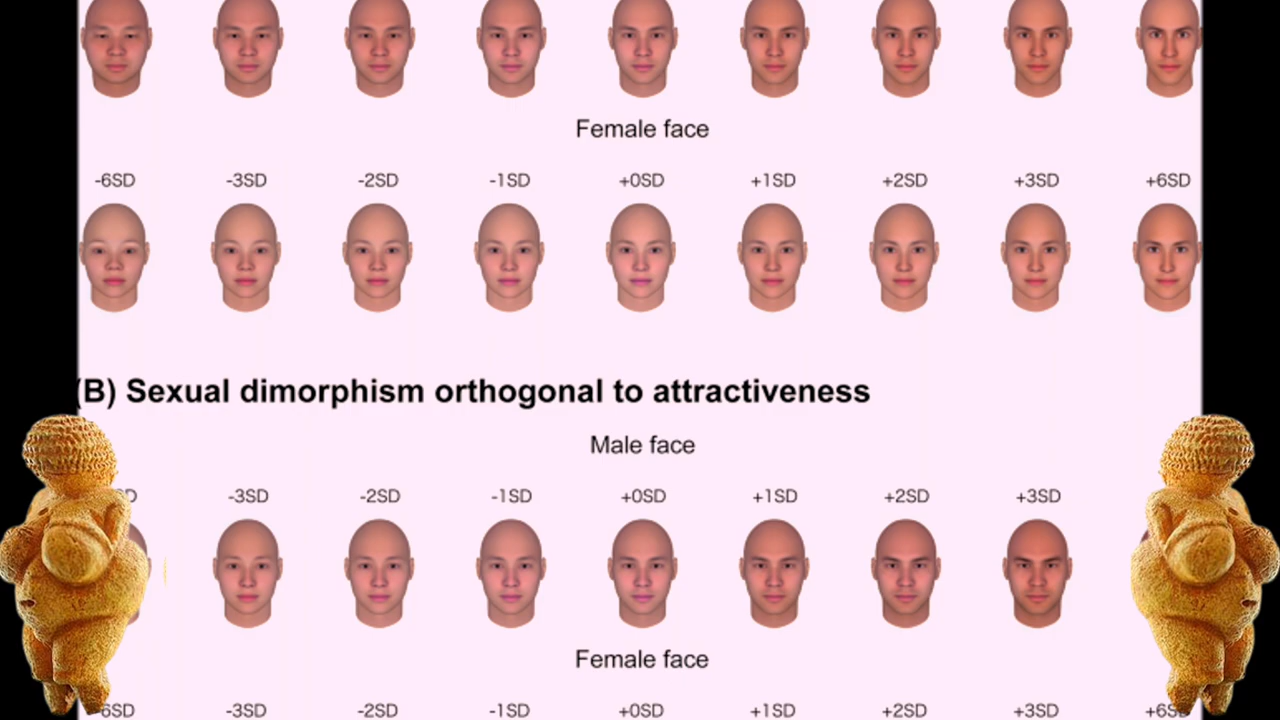 Female face
-6SD -3SD -2SD -1SD +0SD +1SD +2SD +3SD +6SD
(B) Sexual dimorphism orthogonal to attractiveness
Male face
-3SD -2SD -1SD +0SD +1SD +2SD +3SD
Female face
-6SD -3SD -2SD -1SD +0SD +1SD +2SD +3SD